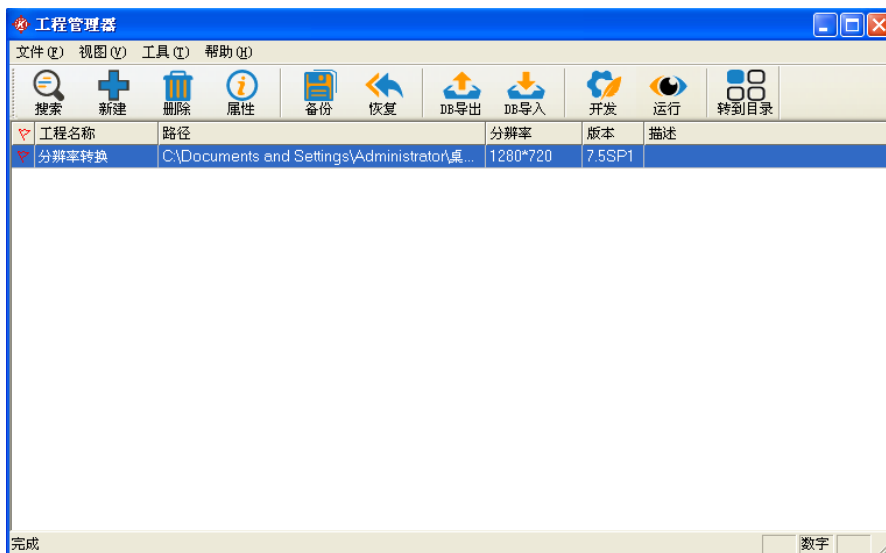 工程管理器
文件(F) 视图(V) 工具(T) 帮助(H)
搜索 新建 删除 属性 备份 恢复 DB导出 DB导入 开发 运行 转到目录
工程名称 路径 分辨率 版本 描述
分辨率转换 C:\Documents and Settings\Administrator\桌... 1280*720 7.5SP1
完成 数字